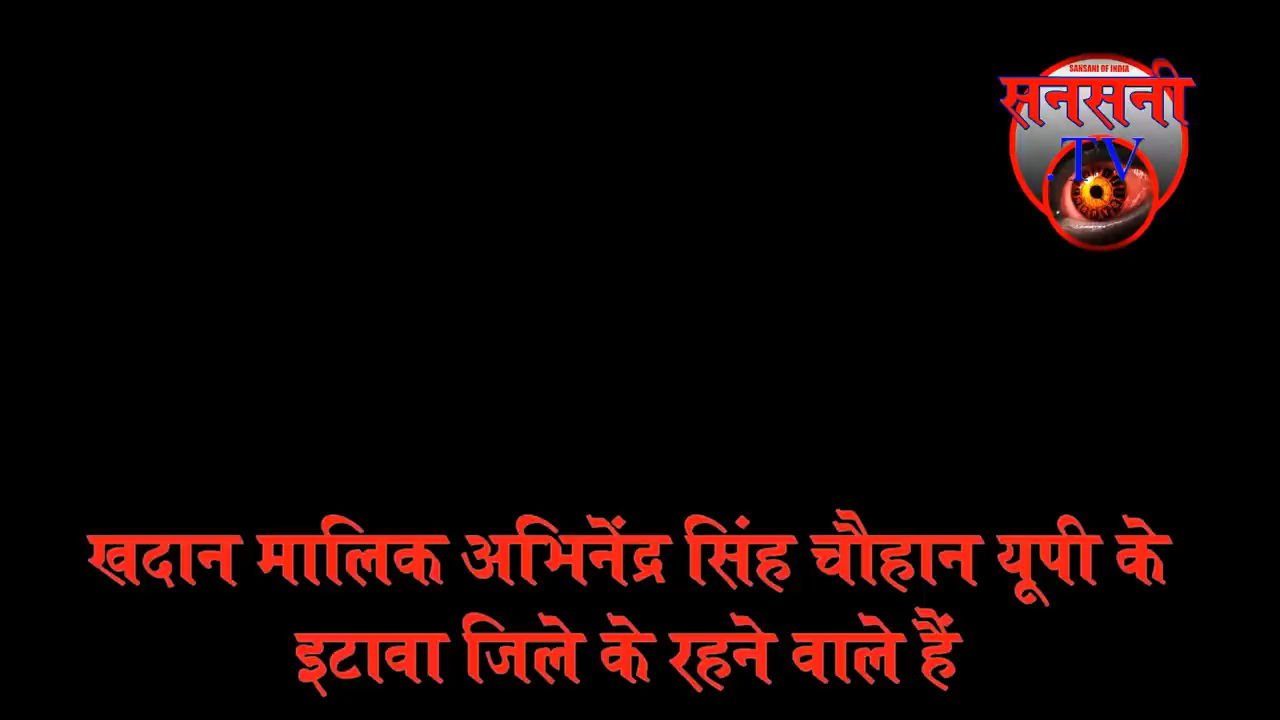 SANSANI OF INDIA
सनसनी
.TV
खदान मालिक अभिनेंद्र सिंह चौहान यूपी के
इटावा जिले के रहने वाले हैं